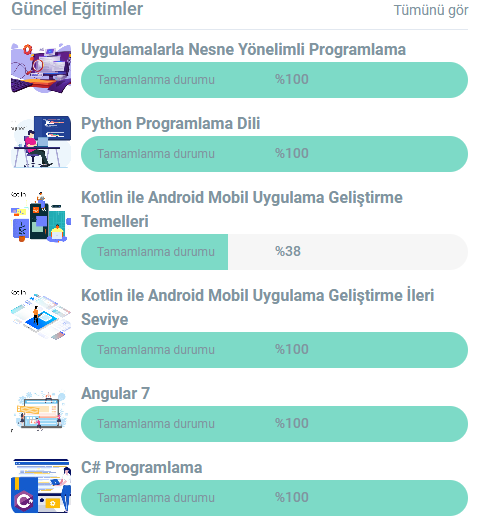 Güncel Eğitimler
Tümünü gör
Uygulamalarla Nesne Yönelimli Programlama
Tamamlanma durumu %100
Python Programlama Dili
Tamamlanma durumu %100
Kotlin
Kotlin ile Android Mobil Uygulama Geliştirme
Temelleri
Tamamlanma durumu %38
Kotlin
Kotlin ile Android Mobil Uygulama Geliştirme İleri
Seviye
Tamamlanma durumu %100
Angular 7
Tamamlanma durumu %100
C# Programlama
Tamamlanma durumu %100